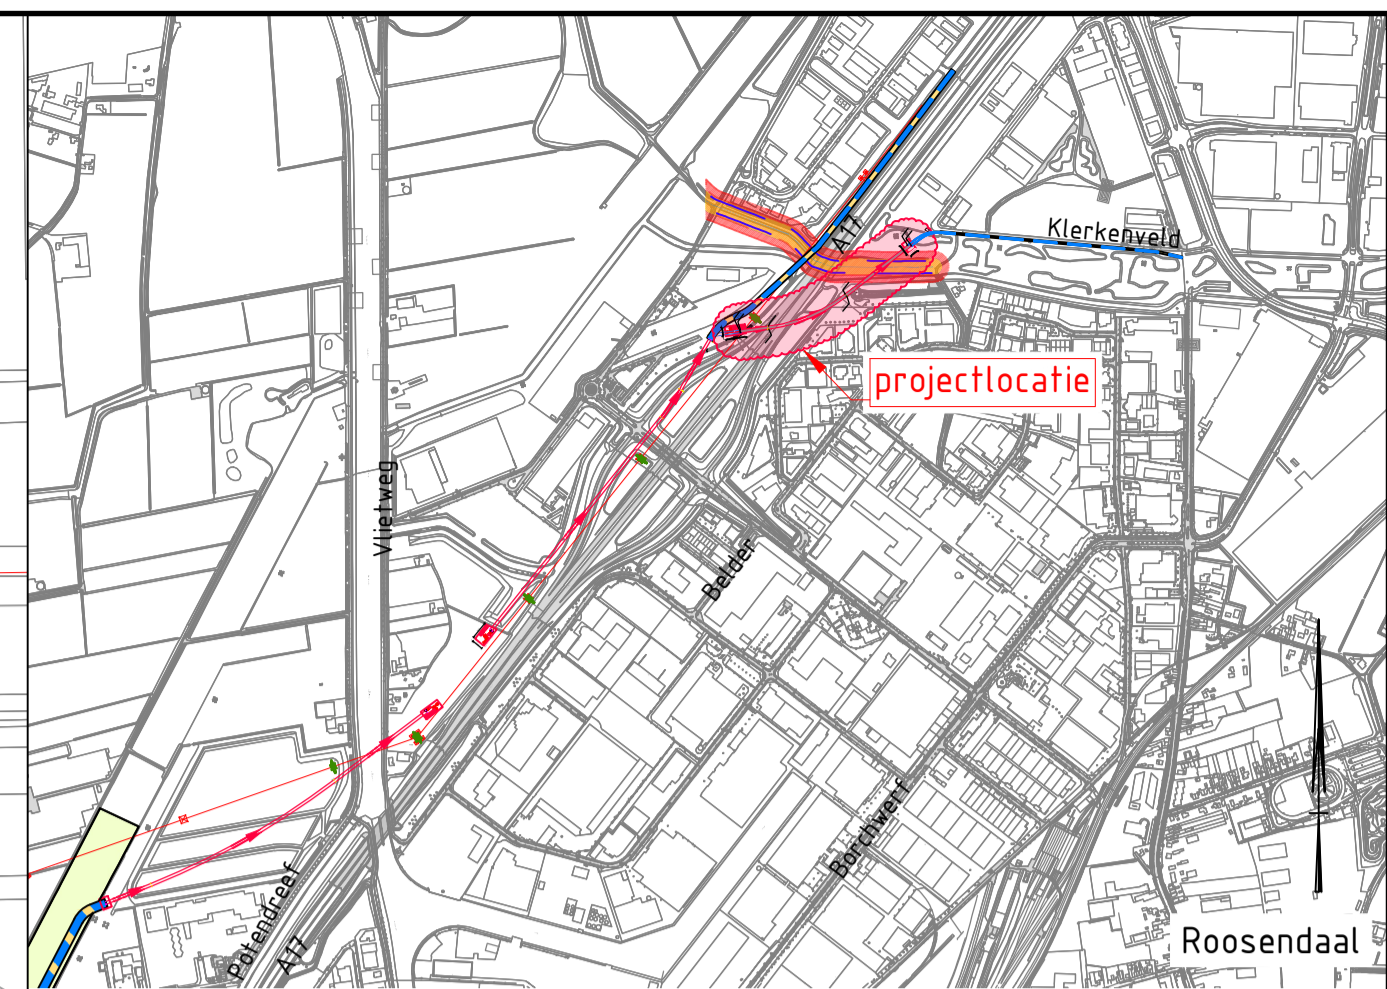 A17
Klerkenveld
projectlocatie
Vlietweg
Belder
Borchwerf
Potendreef
A17
Roosendaal